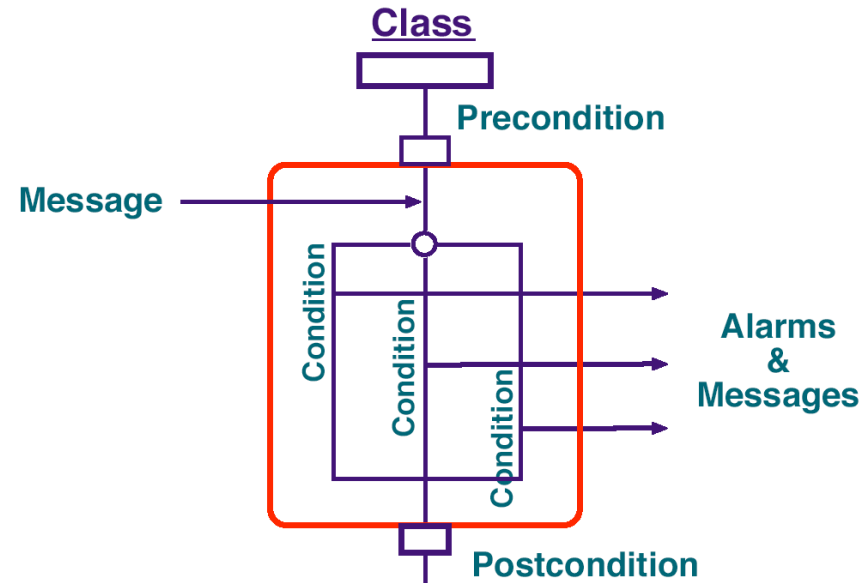 Class
Precondition
Message
Condition
Condition
Condition
Alarms
&
Messages
Postcondition